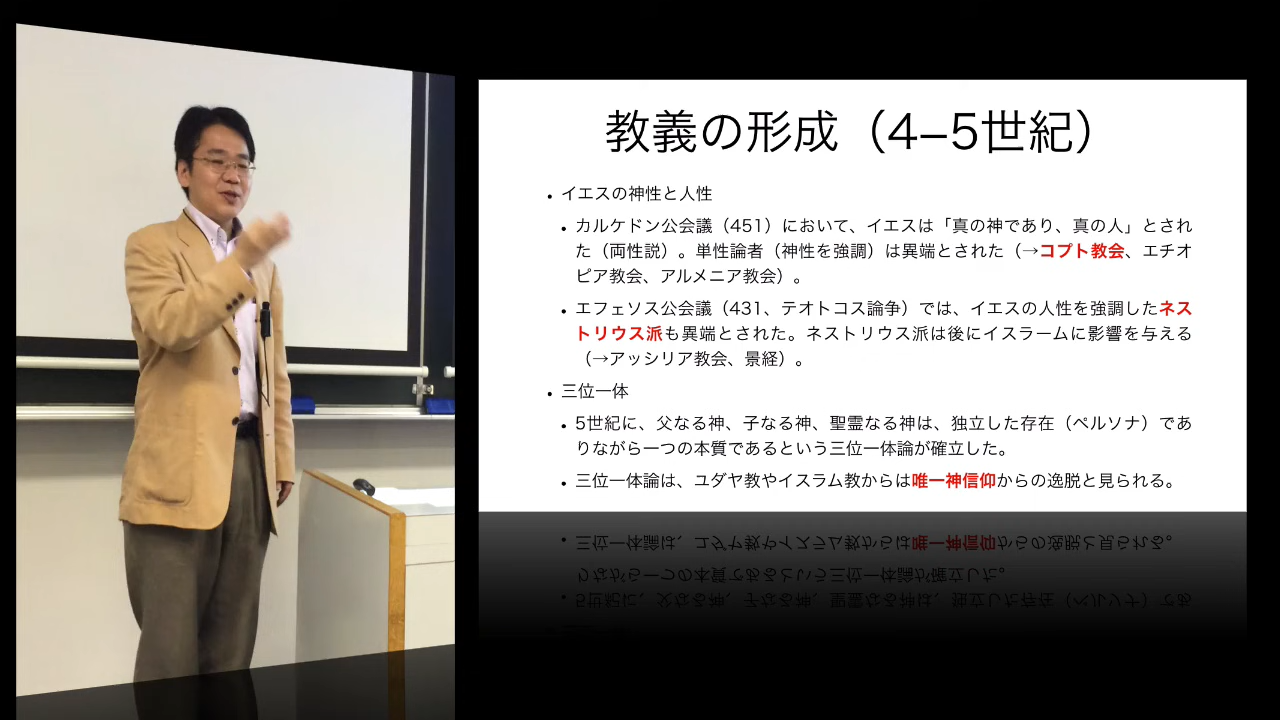 教義の形成（4–5世紀）
・イエスの神性と人性
・カルケドン公会議（451）において、イエスは「真の神であり、真の人」とされ
た（両性説）。単性論者（神性を強調）は異端とされた（→コプト教会、エチオ
ピア教会、アルメニア教会）。
・エフェソス公会議（431、テオトコス論争）では、イエスの人性を強調したネス
トリウス派も異端とされた。ネストリウス派は後にイスラームに影響を与える
（→アッシリア教会、景経）。
・三位一体
・5世紀に、父なる神、子なる神、聖霊なる神は、独立した存在（ペルソナ）であ
りながら一つの本質であるという三位一体論が確立した。
・三位一体論は、ユダヤ教やイスラム教からは唯一神信仰からの逸脱と見られる。